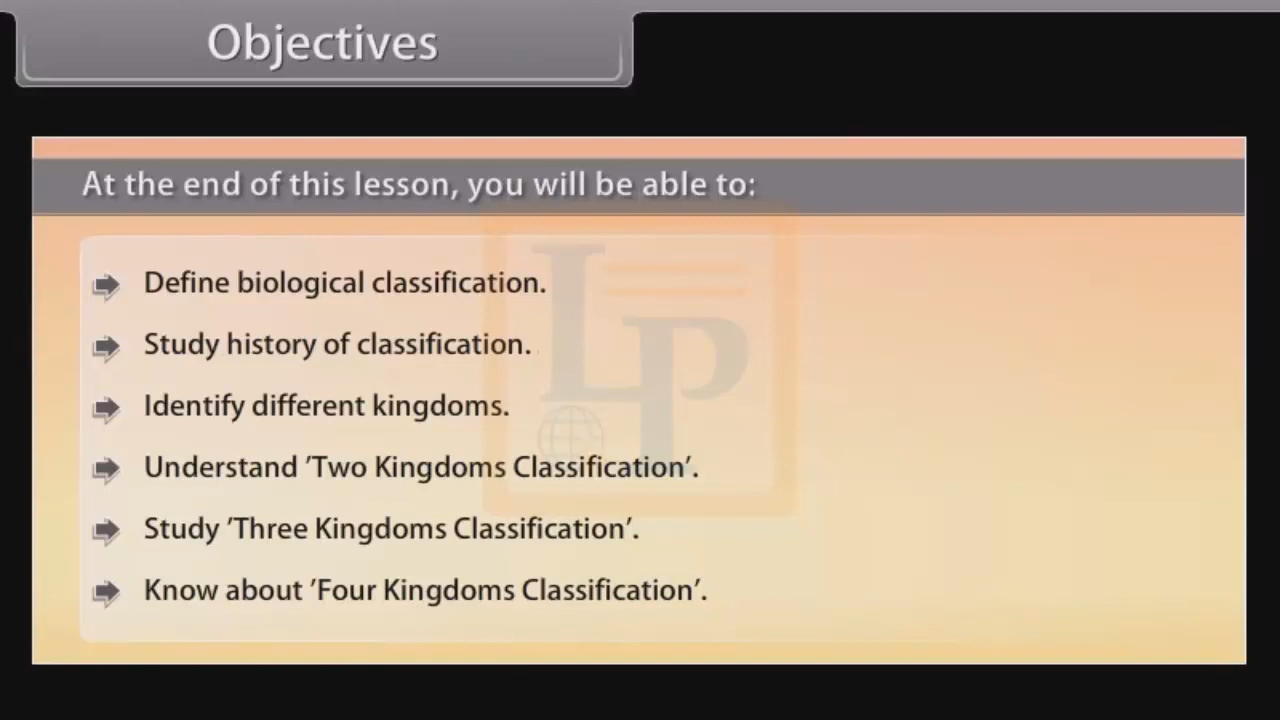 Objectives
At the end of this lesson, you will be able to:
Define biological classification.
Study history of classification.
Identify different kingdoms.
Understand 'Two Kingdoms Classification'.
Study 'Three Kingdoms Classification'.
Know about 'Four Kingdoms Classification'.
LP